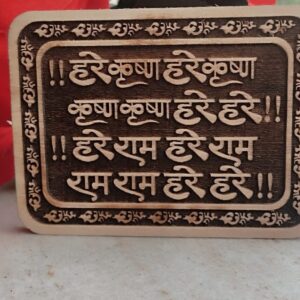 !! हरे कृष्ण हरे कृष्ण
कृष्ण कृष्ण हरे हरे !!
!! हरे राम हरे राम
राम राम हरे हरे !!